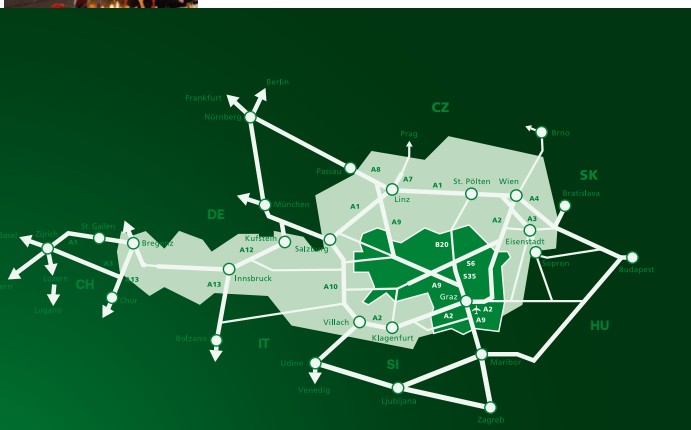 Berlin
Frankfurt
CZ
Nürnberg
Prag
Brno
Passau
A8
A7
SK
A1
St. Pölten
Wien
Bratislava
Linz
A4
München
A1
DE
A9
A2
A3
St. Gallen
Zürich
A1
Bregenz
Kufstein
Salzburg
B20
Eisenstadt
A12
A13
S6
Budapest
Innsbruck
S35
CH
A13
A10
A9
Chur
Graz
Lugano
A2
A2
Villach
A2
A9
HU
Klagenfurt
Bolzano
IT
Udine
SI
Maribor
Venedig
Ljubljana
Zagreb